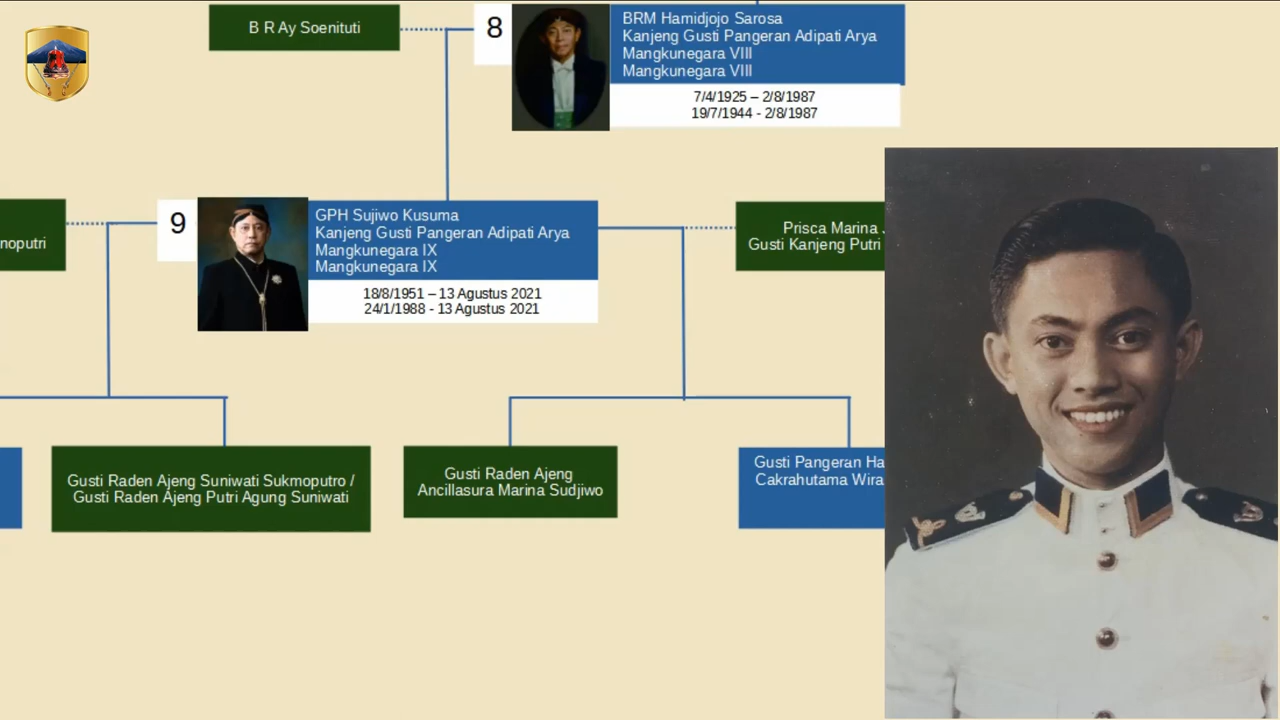 B R Ay Soenituti
8
BRM Hamidjojo Sarosa
Kanjeng Gusti Pangeran Adipati Arya
Mangkunegara VIII
Mangkunegara VIII
7/4/1925 – 2/8/1987
19/7/1944 - 2/8/1987
noputri
9
GPH Sujiwo Kusuma
Kanjeng Gusti Pangeran Adipati Arya
Mangkunegara IX
Mangkunegara IX
18/8/1951 – 13 Agustus 2021
24/1/1988 - 13 Agustus 2021
Prisca Marina
Gusti Kanjeng Putri
Gusti Raden Ajeng Suniwati Sukmoputro /
Gusti Raden Ajeng Putri Agung Suniwati
Gusti Raden Ajeng
Ancillasura Marina Sudjiwo
Gusti Pangeran Ha
Cakrahutama Wira